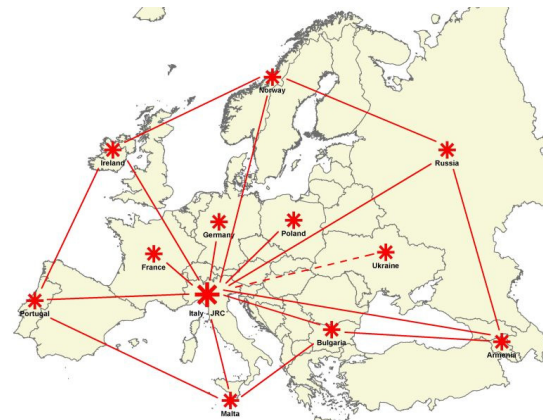 Norway
Ireland
Russia
Germany
Poland
France
Ukraine
Italy - JRC
Portugal
Bulgaria
Armenia
Malta